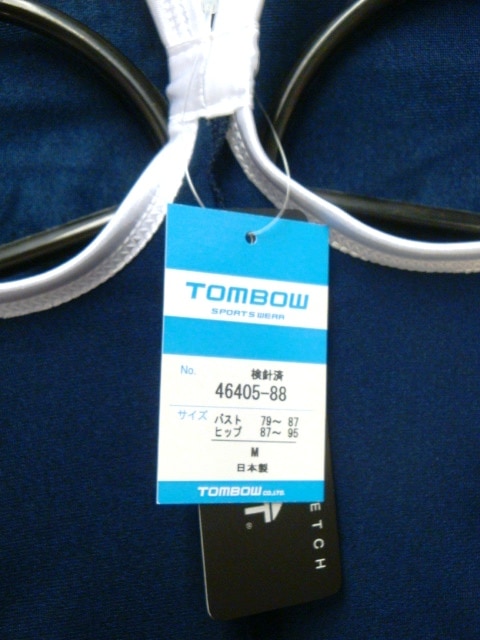 TOMBOW
SPORTS WEAR
No. 検針済
46405-88
サイズ バスト 79～ 87
ヒップ 87～ 95
M
日本製
TOMBOW CO.,LTD.
®
ETCH